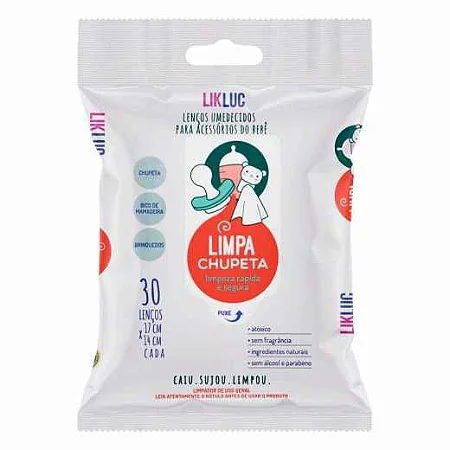 LIKLUC
LENÇOS UMEDECIDOS
PARA ACESSÓRIOS DO BEBÊ
CHUPETA
BICO DE
MAMADEIRA
BRINQUEDOS
LIMPA
CHUPETA
limpeza rápida
e segura
PUXE
30
LENÇOS
17 CM
X
14 CM
CADA
• atóxico
• sem fragrância
• ingredientes naturais
• sem álcool e parabeno
LIKLUC
CAIU. SUJOU. LIMPOU.
LIMPADOR DE USO GERAL
LEIA ATENTAMENTE O RÓTULO ANTES DE USAR O PRODUTO